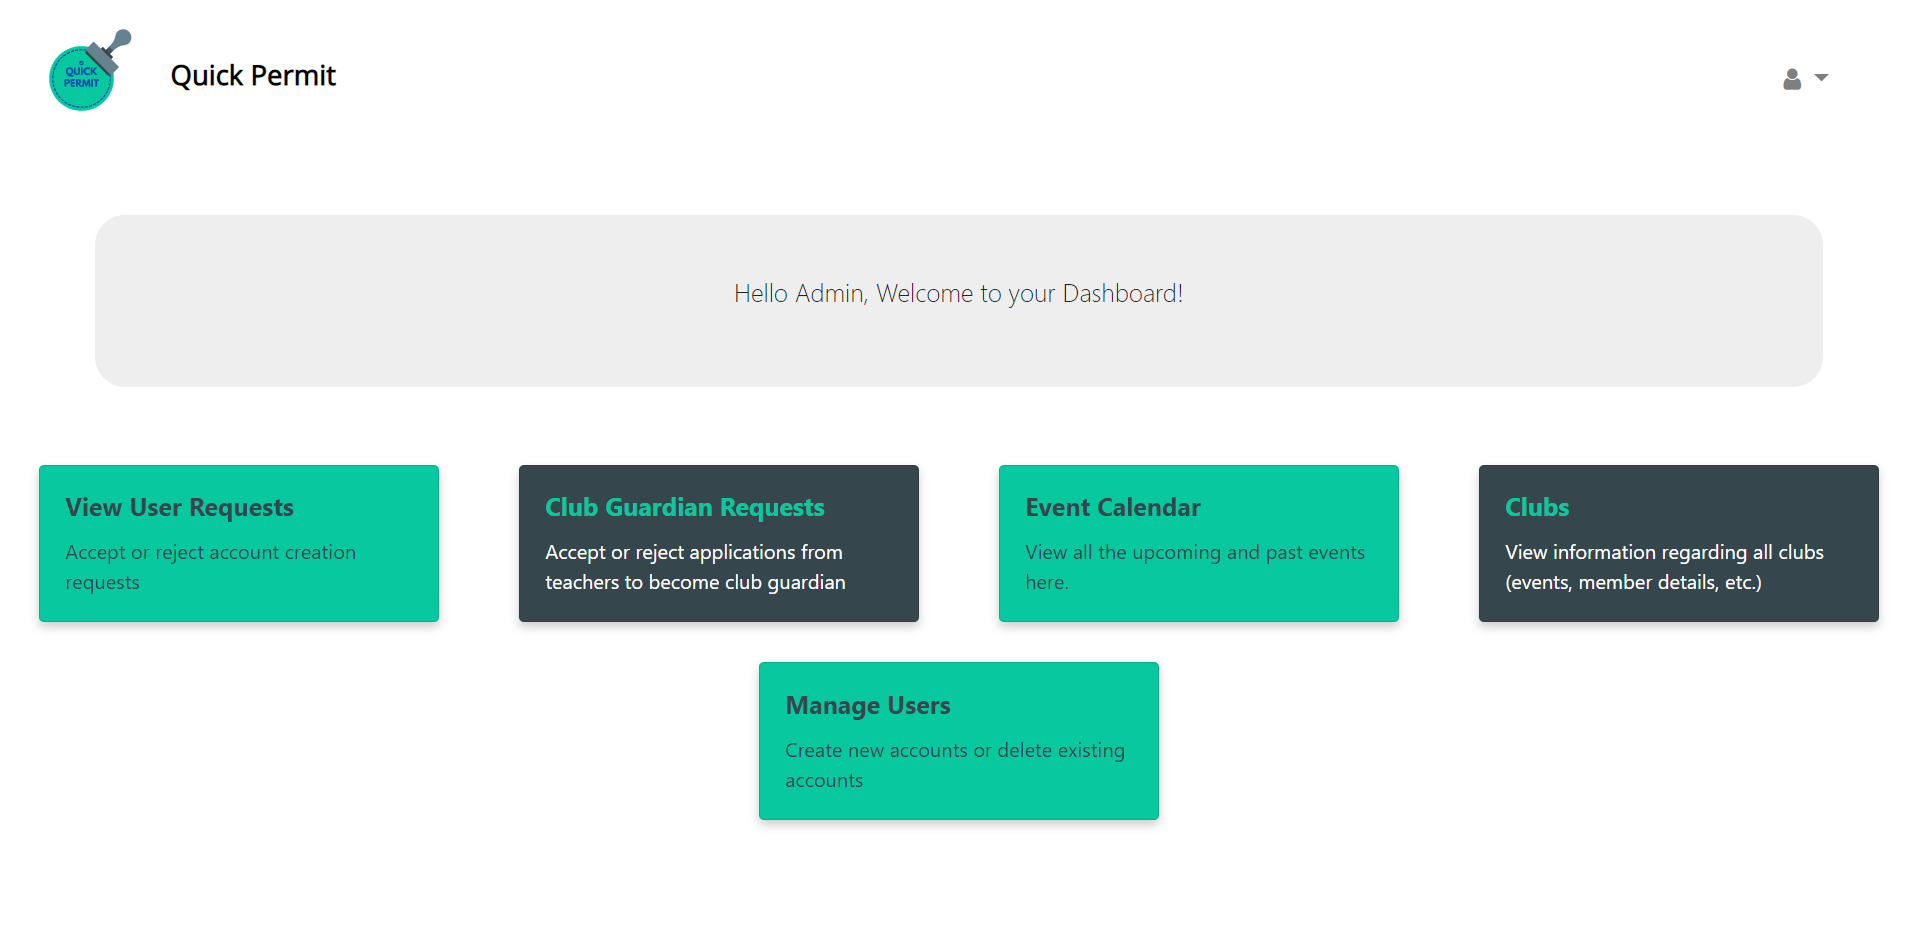 QUICK
PERMIT
Quick Permit
Hello Admin, Welcome to your Dashboard!
View User Requests
Accept or reject account creation
requests
Club Guardian Requests
Accept or reject applications from
teachers to become club guardian
Event Calendar
View all the upcoming and past events
here.
Clubs
View information regarding all clubs
(events, member details, etc.)
Manage Users
Create new accounts or delete existing
accounts